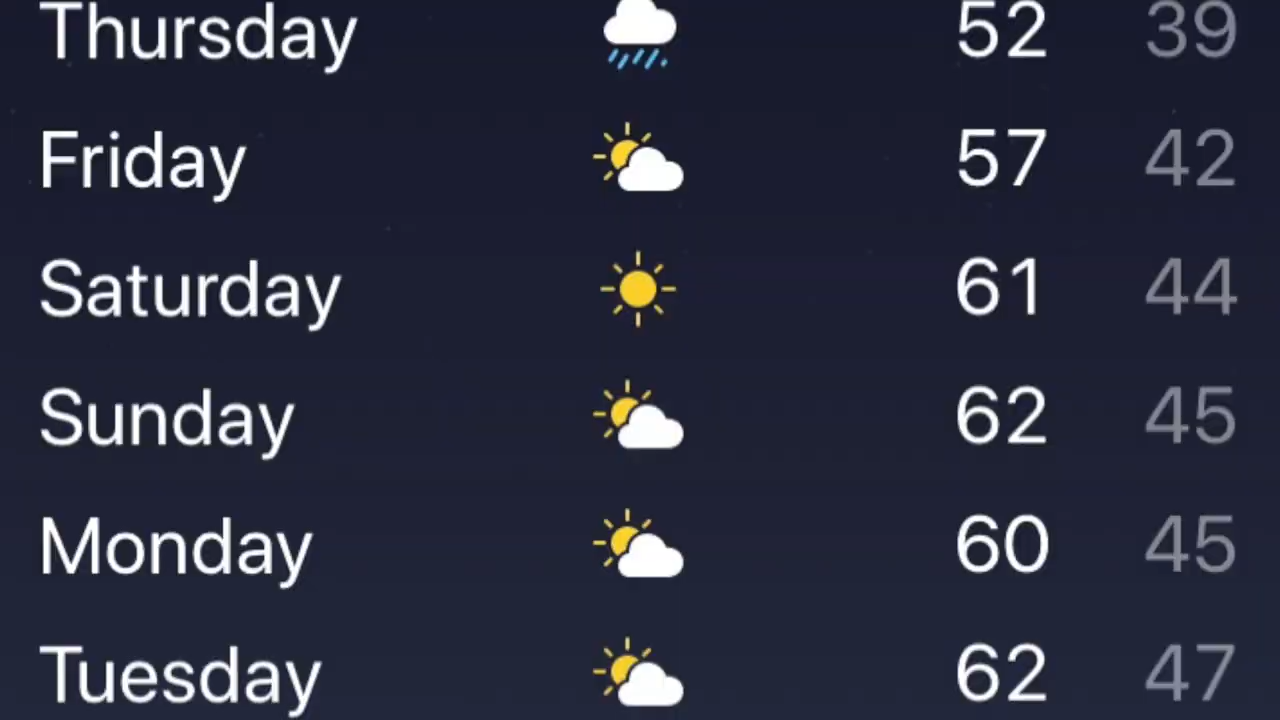 Thursday 52 39
Friday 57 42
Saturday 61 44
Sunday 62 45
Monday 60 45
Tuesday 62 47